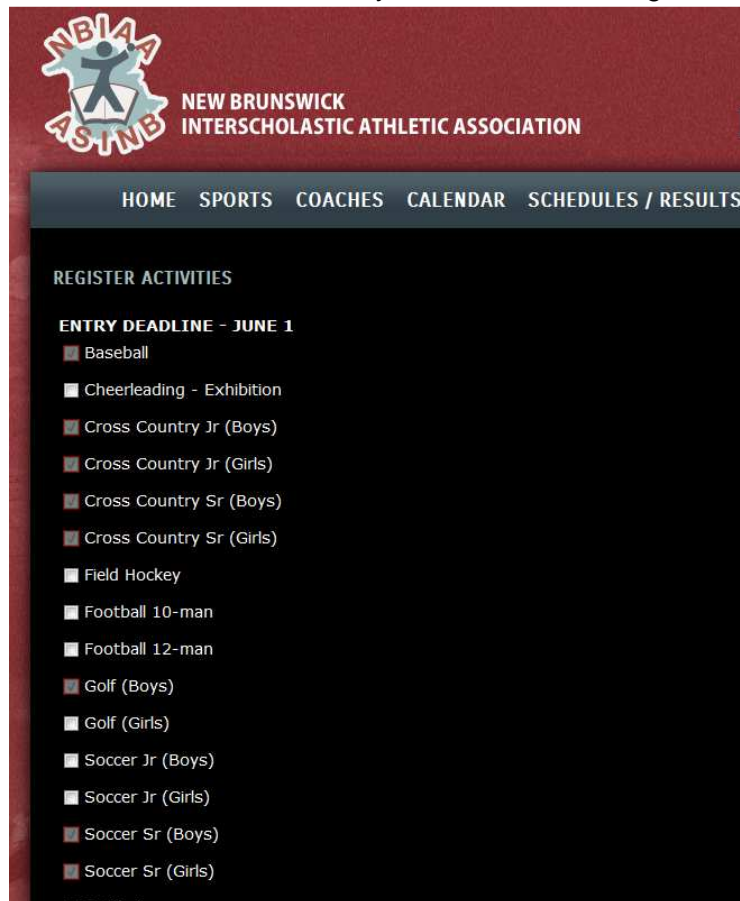 NBIAA
ASINB
NEW BRUNSWICK
INTERSCHOLASTIC ATHLETIC ASSOCIATION
HOME SPORTS COACHES CALENDAR SCHEDULES / RESULTS
REGISTER ACTIVITIES
ENTRY DEADLINE - JUNE 1
Baseball
Cheerleading - Exhibition
Cross Country Jr (Boys)
Cross Country Jr (Girls)
Cross Country Sr (Boys)
Cross Country Sr (Girls)
Field Hockey
Football 10-man
Football 12-man
Golf (Boys)
Golf (Girls)
Soccer Jr (Boys)
Soccer Jr (Girls)
Soccer Sr (Boys)
Soccer Sr (Girls)